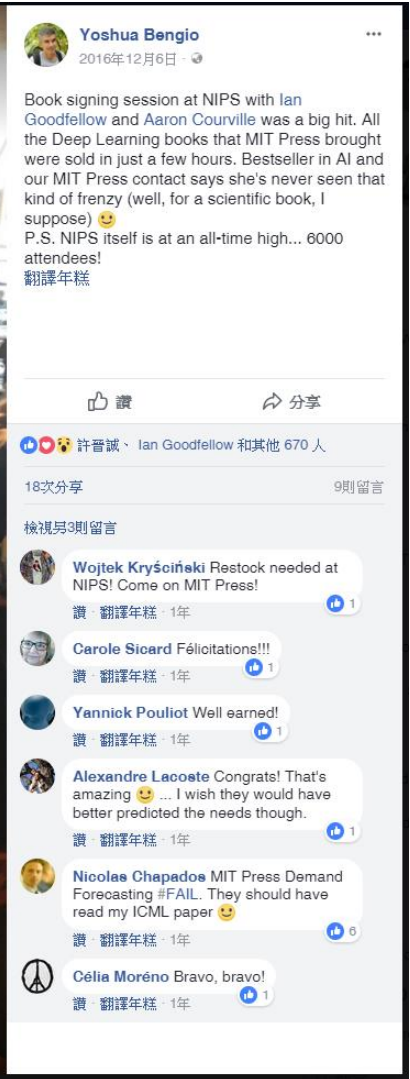 Yoshua Bengio
2016年12月6日 ·
Book signing session at NIPS with Ian
Goodfellow and Aaron Courville was a big hit. All
the Deep Learning books that MIT Press brought
were sold in just a few hours. Bestseller in AI and
our MIT Press contact says she's never seen that
kind of frenzy (well, for a scientific book, I
suppose) 🙂
P.S. NIPS itself is at an all-time high... 6000
attendees!
翻譯年糕
讚 分享
許晉誠、 Ian Goodfellow 和其他 670 人
18次分享 9則留言
檢視另3則留言
Wojtek Kryściński Restock needed at
NIPS! Come on MIT Press!
讚 · 翻譯年糕 · 1年 1
Carole Sicard Félicitations!!!
讚 · 翻譯年糕 · 1年 1
Yannick Pouliot Well earned!
讚 · 翻譯年糕 · 1年 1
Alexandre Lacoste Congrats! That's
amazing 🙂 ... I wish they would have
better predicted the needs though.
讚 · 翻譯年糕 · 1年 1
Nicolas Chapados MIT Press Demand
Forecasting #FAIL. They should have
read my ICML paper 🙂
讚 · 翻譯年糕 · 1年 6
Célia Moréno Bravo, bravo!
讚 · 翻譯年糕 · 1年 1